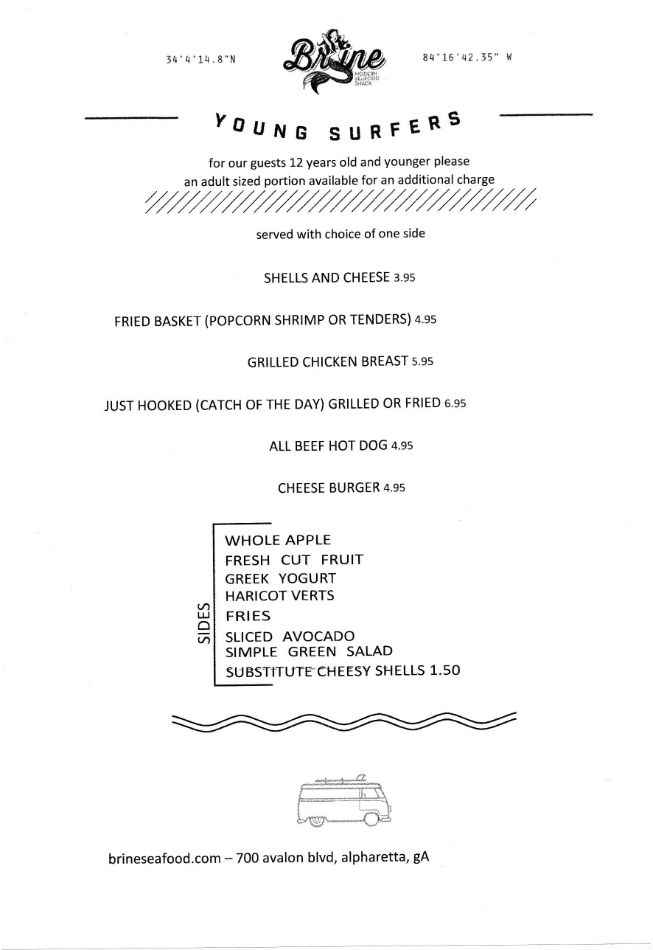 34°4'14.8"N
Brine
MODERN
SEAFOOD
SHACK
84°16'42.35" W
YOUNG SURFERS
for our guests 12 years old and younger please
an adult sized portion available for an additional charge
served with choice of one side
SHELLS AND CHEESE 3.95
FRIED BASKET (POPCORN SHRIMP OR TENDERS) 4.95
GRILLED CHICKEN BREAST 5.95
JUST HOOKED (CATCH OF THE DAY) GRILLED OR FRIED 6.95
ALL BEEF HOT DOG 4.95
CHEESE BURGER 4.95
SIDES
WHOLE APPLE
FRESH CUT FRUIT
GREEK YOGURT
HARICOT VERTS
FRIES
SLICED AVOCADO
SIMPLE GREEN SALAD
SUBSTITUTE CHEESY SHELLS 1.50
brineseafood.com – 700 avalon blvd, alpharetta, gA